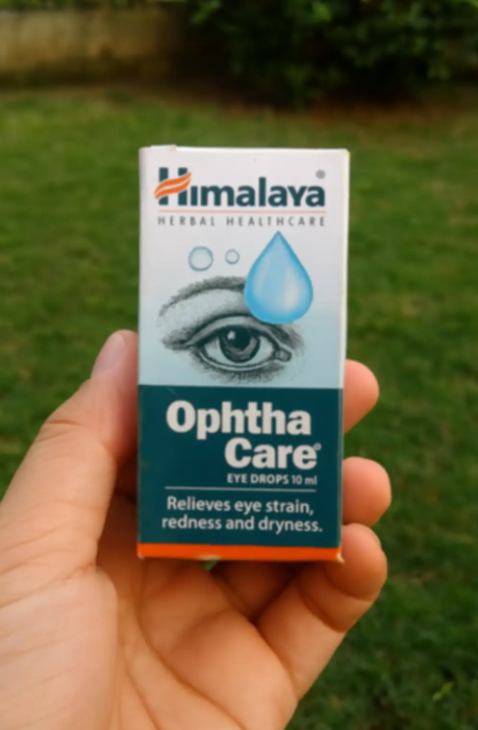 Himalaya®
HERBAL HEALTHCARE
Ophtha
Care®
EYE DROPS 10 ml
Relieves eye strain,
redness and dryness.